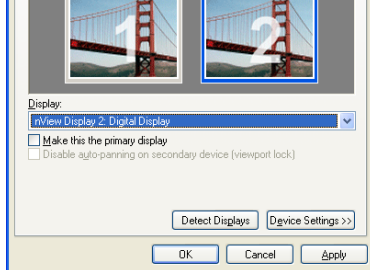 1 2
Display:
nView Display 2: Digital Display
Make this the primary display
Disable auto-panning on secondary device (viewport lock)
Detect Displays Device Settings >>
OK Cancel Apply